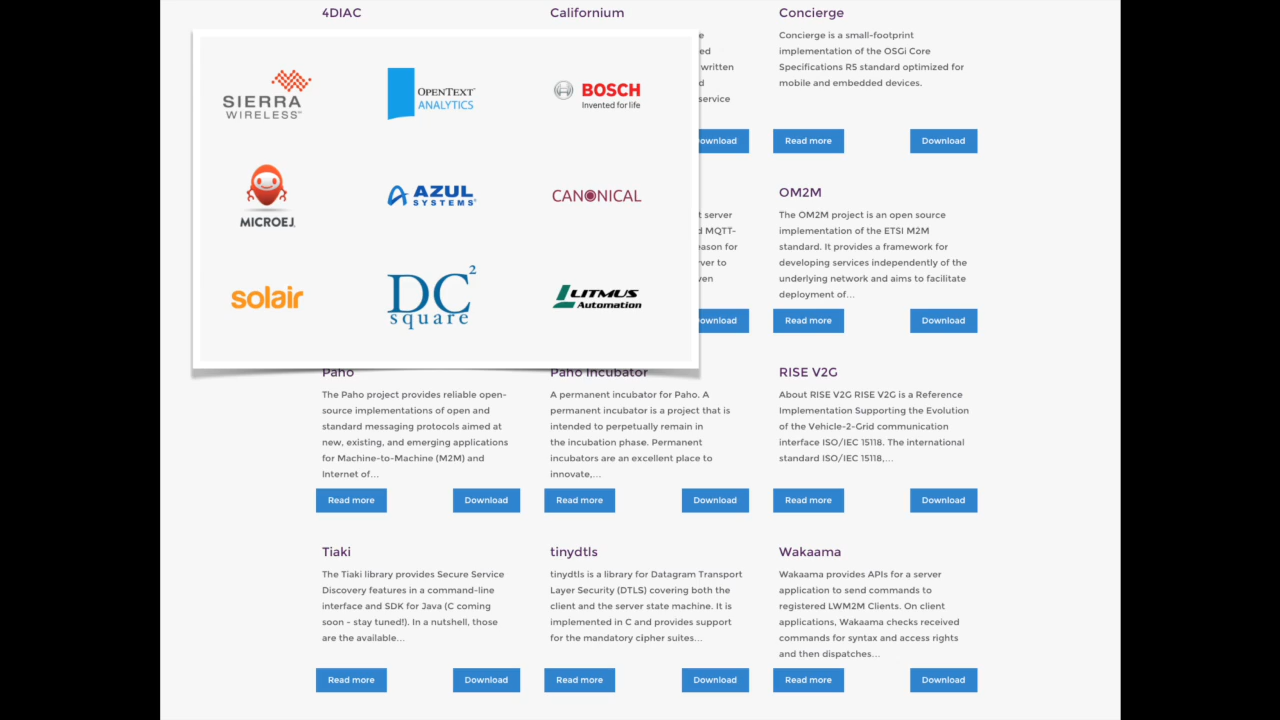 4DIAC
Californium
Concierge
Concierge is a small-footprint
implementation of the OSGi Core
Specifications R5 standard optimized for
mobile and embedded devices.
written
service
Read more
Download
SIERRA
WIRELESS™
OPENTEXT
ANALYTICS
BOSCH
Invented for life
MICROEJ.
AZUL
SYSTEMS®
CANONICAL
solair
DC2
square
LITMUS
Automation
server
MQTT-
OM2M
The OM2M project is an open source
implementation of the ETSI M2M
standard. It provides a framework for
developing services independently of the
underlying network and aims to facilitate
deployment of...
Read more
Download
Paho
The Paho project provides reliable open-
source implementations of open and
standard messaging protocols aimed at
new, existing, and emerging applications
for Machine-to-Machine (M2M) and
Internet of...
Read more
Download
Paho Incubator
A permanent incubator for Paho. A
permanent incubator is a project that is
intended to perpetually remain in
the incubation phase. Permanent
incubators are an excellent place to
innovate,...
Read more
Download
RISE V2G
About RISE V2G RISE V2G is a Reference
Implementation Supporting the Evolution
of the Vehicle-2-Grid communication
interface ISO/IEC 15118. The international
standard ISO/IEC 15118,...
Read more
Download
Tiaki
The Tiaki library provides Secure Service
Discovery features in a command-line
interface and SDK for Java (C coming
soon - stay tuned!). In a nutshell, those
are the available...
Read more
Download
tinydtls
tinydtls is a library for Datagram Transport
Layer Security (DTLS) covering both the
client and the server state machine. It is
implemented in C and provides support
for the mandatory cipher suites...
Read more
Download
Wakaama
Wakaama provides APIs for a server
application to send commands to
registered LWM2M Clients. On client
applications, Wakaama checks received
commands for syntax and access rights
and then dispatches...
Read more
Download